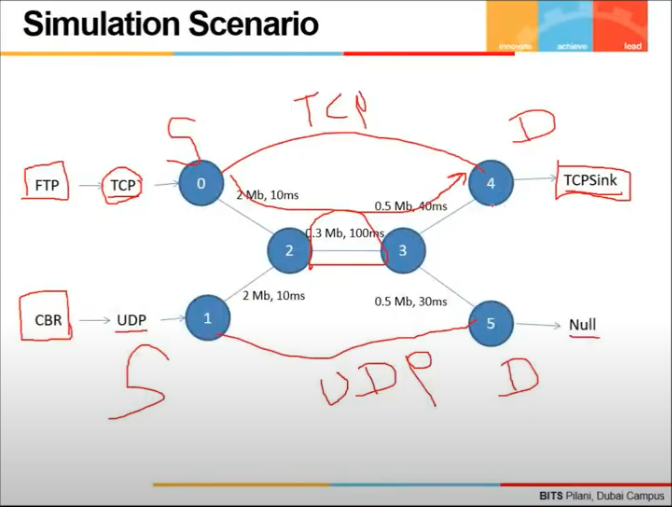 Simulation Scenario
innovate achieve lead
TCP
S
D
FTP
TCP
0
4
TCPSink
2 Mb, 10ms
0.5 Mb, 40ms
2
0.3 Mb, 100ms
3
CBR
UDP
1
2 Mb, 10ms
0.5 Mb, 30ms
5
Null
S
UDP
D
BITS Pilani, Dubai Campus